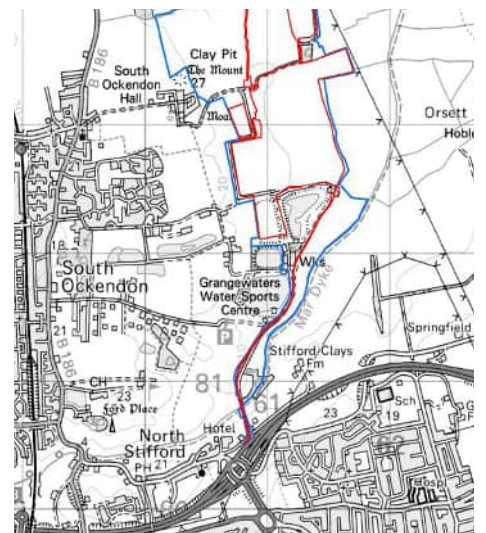 B 186
Clay Pit
The Mount
27
South
Ockendon
Hall
Moat
Orsett
20
18
South
Ockendon
Wks
Grangewaters
Water Sports
Centre
Mar Dyke
P
Springfield
21
B 186
Stifford Clays
Fm
81
61
CH
23
Ford Place
Sch
19
23
62
4
North
Stifford
Hotel
PH
21
Hospl